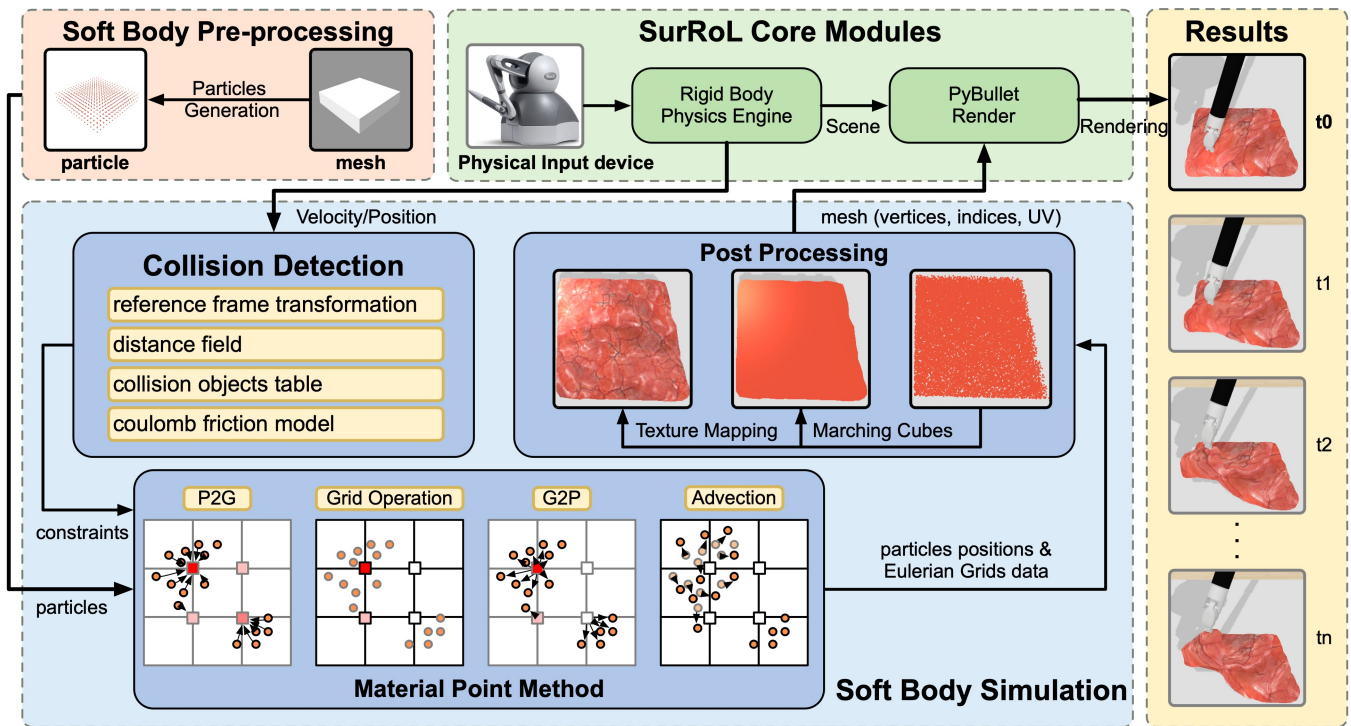 Soft Body Pre-processing
Particles
Generation
particle
mesh
SurRoL Core Modules
Physical Input device
Rigid Body
Physics Engine
Scene
PyBullet
Render
Rendering
Results
t0
t1
t2
tn
Velocity/Position
mesh (vertices, indices, UV)
Collision Detection
reference frame transformation
distance field
collision objects table
coulomb friction model
Post Processing
Texture Mapping
Marching Cubes
constraints
particles
P2G
Grid Operation
G2P
Advection
Material Point Method
particles positions &
Eulerian Grids data
Soft Body Simulation